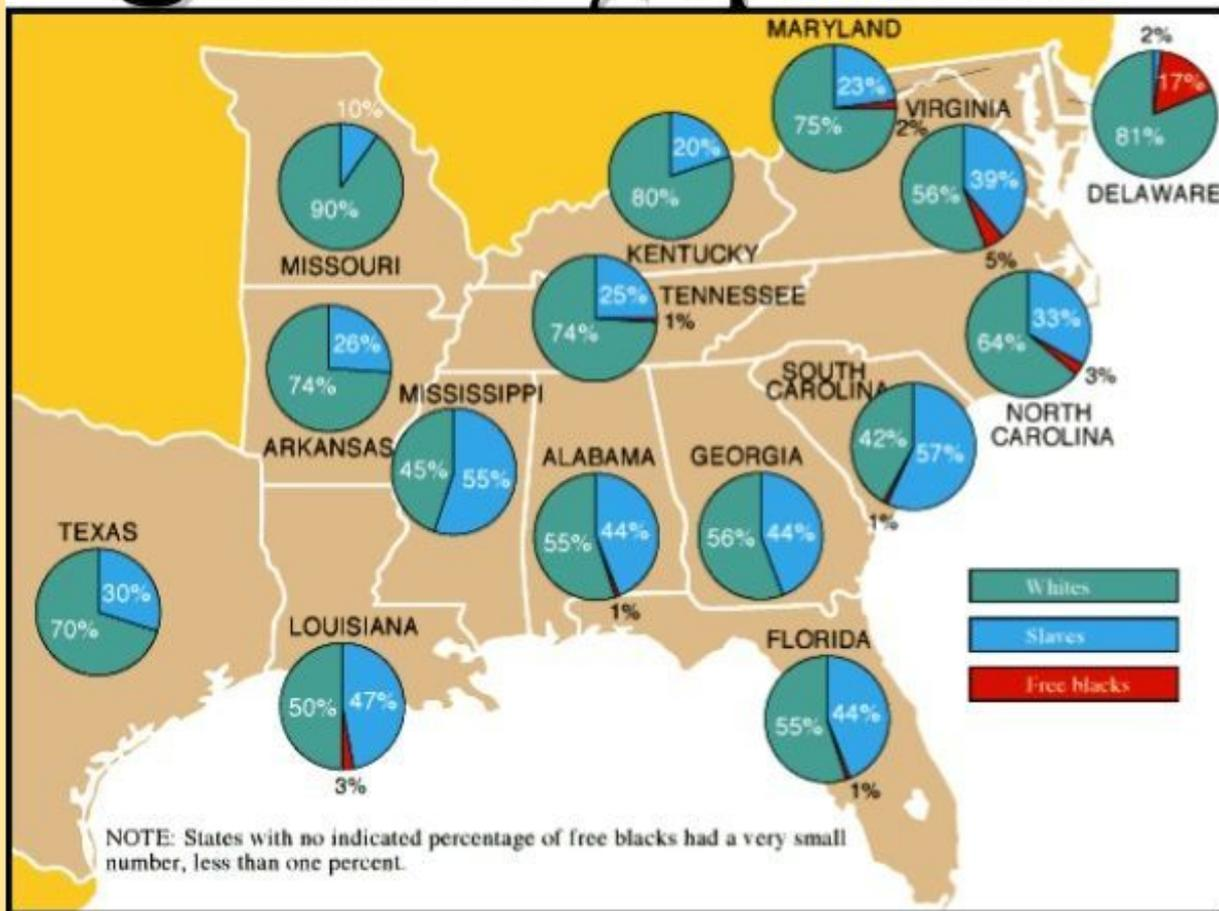 MARYLAND
23%
75%
2%
2%
17%
81%
DELAWARE
VIRGINIA
39%
56%
5%
10%
90%
MISSOURI
20%
80%
KENTUCKY
25%
TENNESSEE
74%
1%
33%
64%
3%
NORTH
CAROLINA
26%
74%
ARKANSAS
MISSISSIPPI
45%
55%
SOUTH
CAROLINA
42%
57%
1%
ALABAMA
55%
44%
1%
GEORGIA
56%
44%
TEXAS
30%
70%
LOUISIANA
50%
47%
3%
FLORIDA
55%
44%
1%
Whites
Slaves
Free blacks
NOTE: States with no indicated percentage of free blacks had a very small
number, less than one percent.